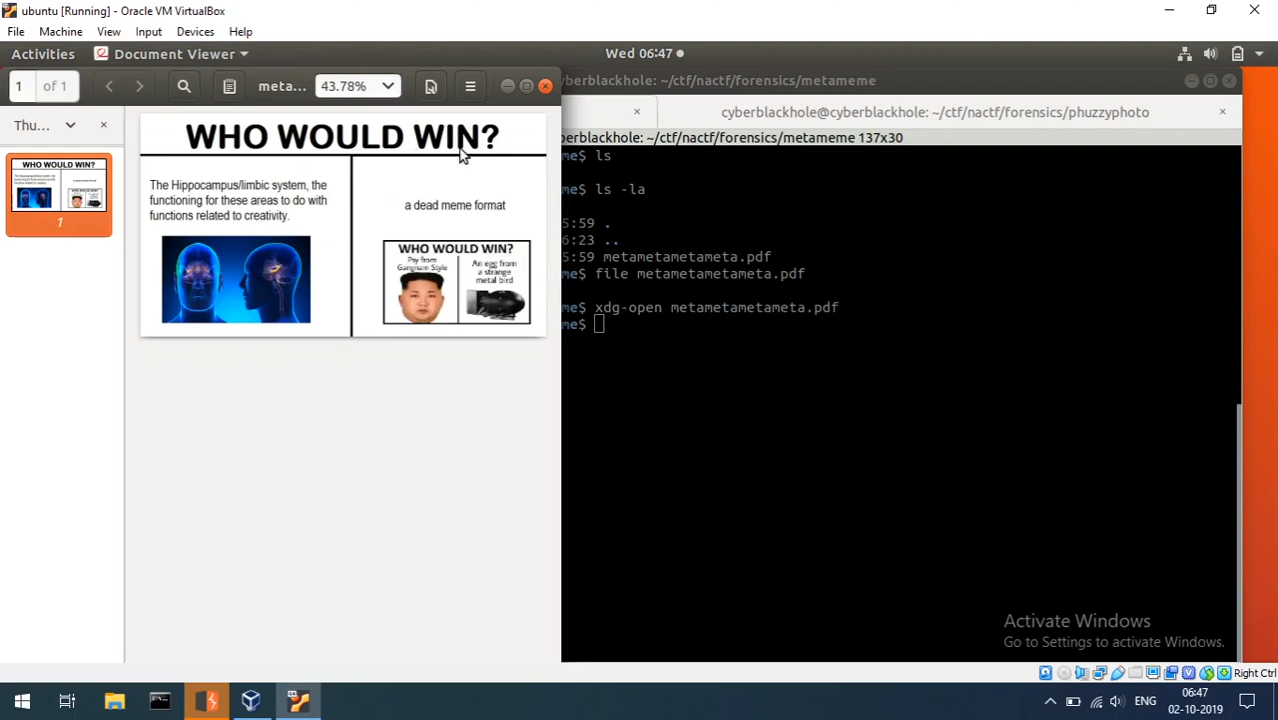 ubuntu [Running] - Oracle VM VirtualBox
File Machine View Input Devices Help
Activities Document Viewer Wed 06:47
1 of 1 meta... 43.78%
Thu...
WHO WOULD WIN?
1
WHO WOULD WIN?
The Hippocampus/limbic system, the
functioning for these areas to do with
functions related to creativity.
a dead meme format
WHO WOULD WIN?
Psy from
Gangnam Style
An egg from
a strange
metal bird
yberblackhole: ~/ctf/nactf/forensics/metameme
cyberblackhole@cyberblackhole: ~/ctf/nactf/forensics/phuzzyphoto
berblackhole: ~/ctf/nactf/forensics/metameme 137x30
me$ ls
me$ ls -la
5:59 .
6:23 ..
5:59 metametametameta.pdf
me$ file metametametameta.pdf
me$ xdg-open metametametameta.pdf
me$
Activate Windows
Go to Settings to activate Windows.
Right Ctrl
ENG
06:47
02-10-2019